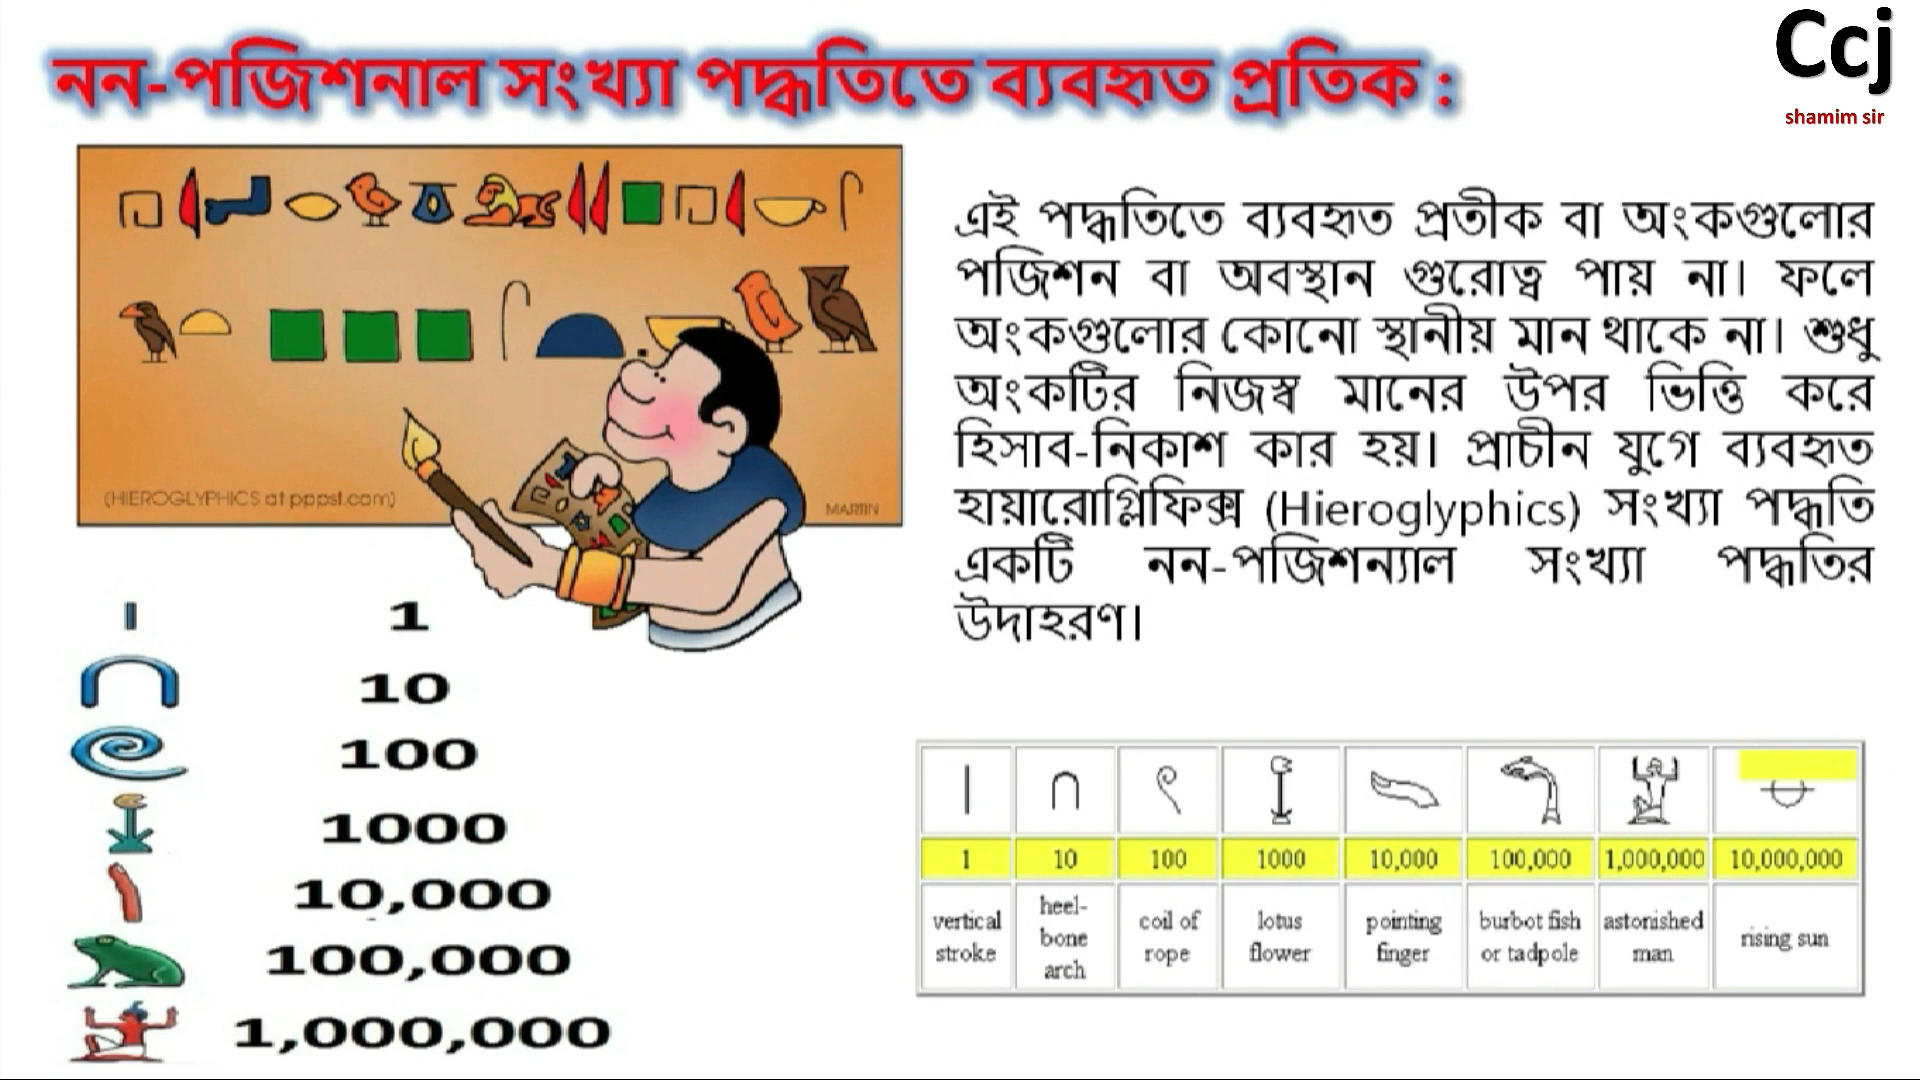 নন-পজিশনাল সংখ্যা পদ্ধতিতে ব্যবহৃত প্রতিক :
Ccj
shamim sir
(HIEROGLYPHICS at pppst.com)
MARTIN
এই পদ্ধতিতে ব্যবহৃত প্রতীক বা অংকগুলোর
পজিশন বা অবস্থান গুরোত্ব পায় না। ফলে
অংকগুলোর কোনো স্থানীয় মান থাকে না। শুধু
অংকটির নিজস্ব মানের উপর ভিত্তি করে
হিসাব-নিকাশ কার হয়। প্রাচীন যুগে ব্যবহৃত
হায়ারোগ্লিফিক্স (Hieroglyphics) সংখ্যা পদ্ধতি
একটি নন-পজিশন্যাল সংখ্যা পদ্ধতির
উদাহরণ।
1
10
100
1000
10,000
100,000
1,000,000
1 10 100 1000 10,000 100,000 1,000,000 10,000,000
vertical stroke
heel-bone arch
coil of rope
lotus flower
pointing finger
burbot fish or tadpole
astonished man
rising sun